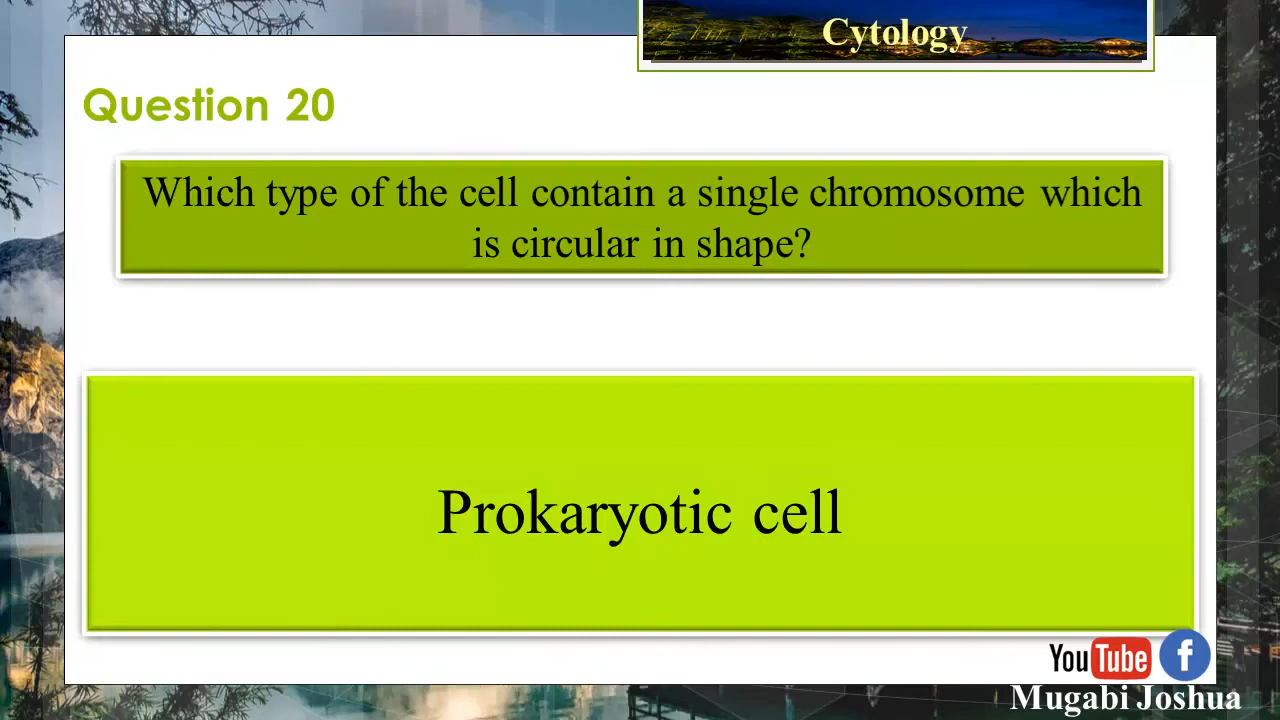 Cytology
Question 20
Which type of the cell contain a single chromosome which
is circular in shape?
Prokaryotic cell
YouTube f
Mugabi Joshua